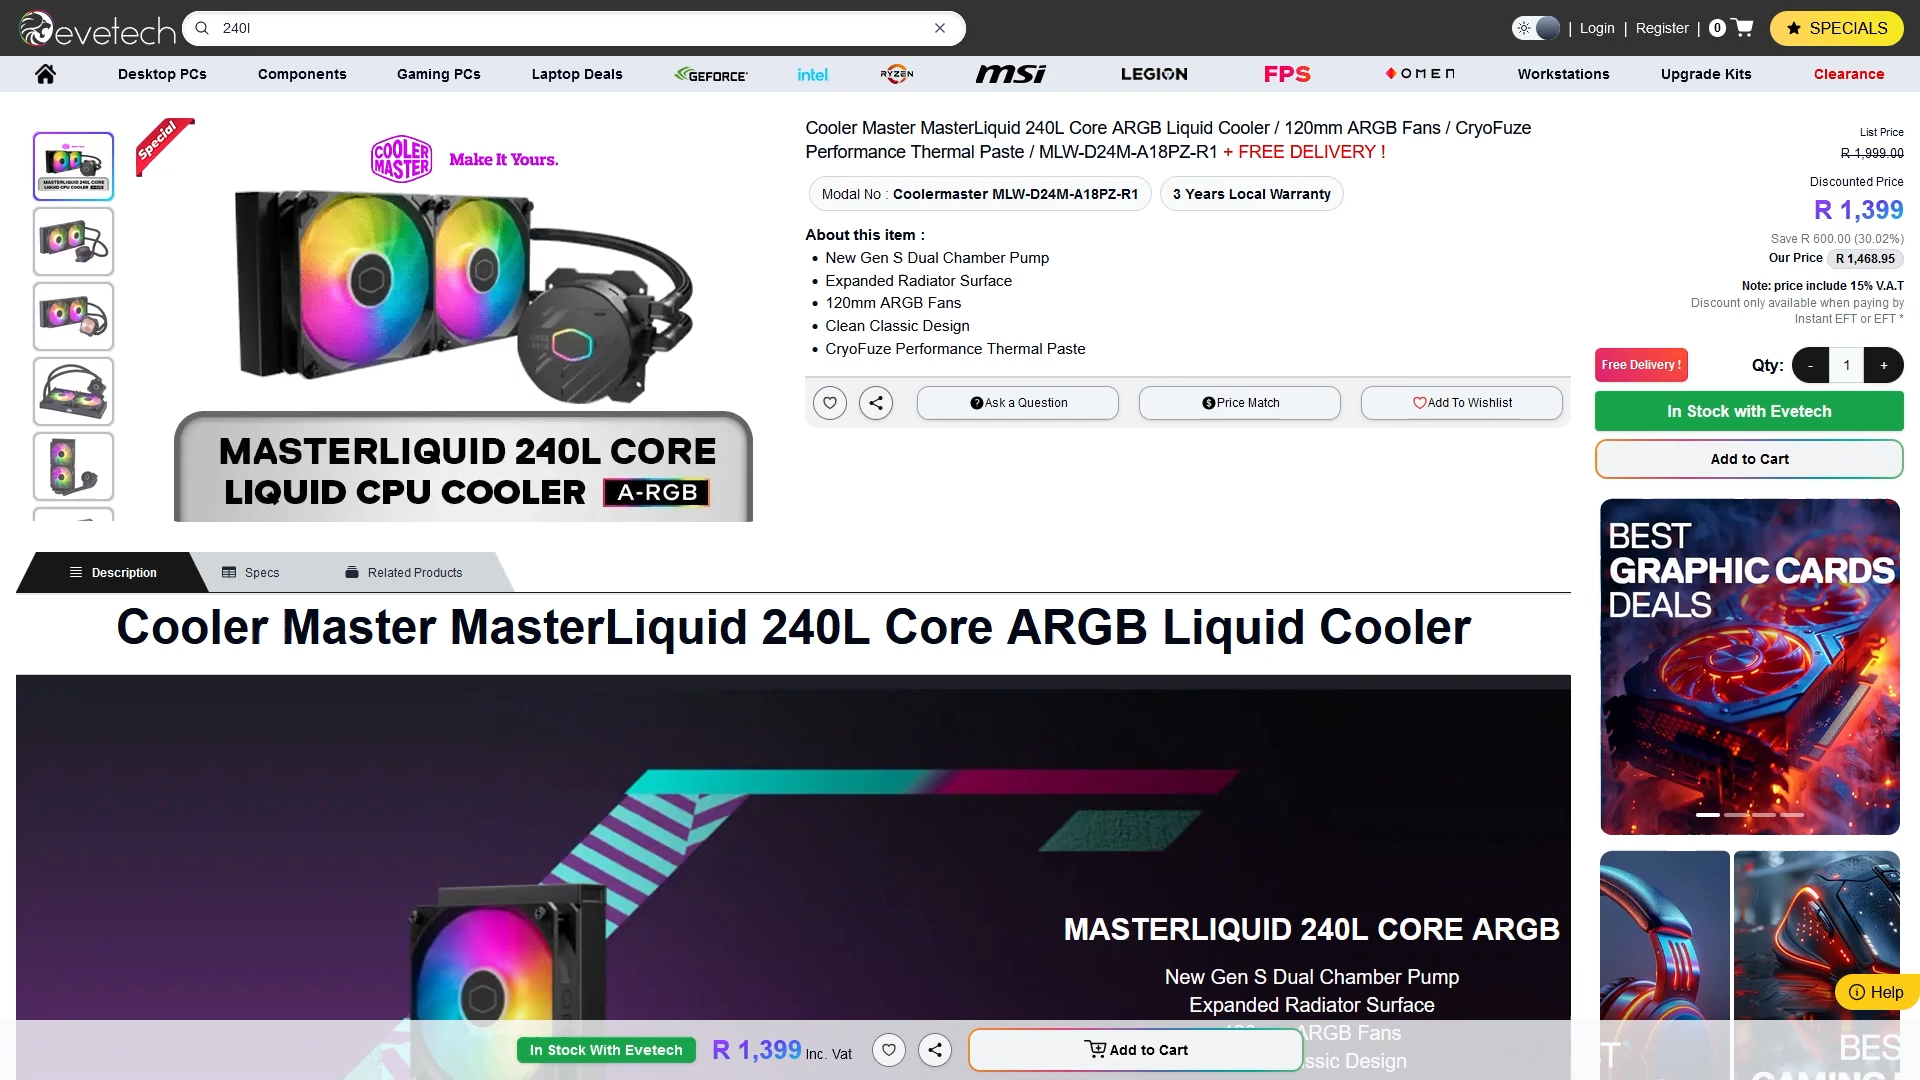 evetech
240l
Login
Register
0
SPECIALS
Desktop PCs
Components
Gaming PCs
Laptop Deals
GEFORCE
intel
RYZEN
msi
LEGION
FPS
OMEN
Workstations
Upgrade Kits
Clearance
Special
COOLER MASTER
Make It Yours.
MASTERLIQUID 240L CORE
LIQUID CPU COOLER A-RGB
Cooler Master MasterLiquid 240L Core ARGB Liquid Cooler / 120mm ARGB Fans / CryoFuze
Performance Thermal Paste / MLW-D24M-A18PZ-R1 + FREE DELIVERY !
Modal No : Coolermaster MLW-D24M-A18PZ-R1
3 Years Local Warranty
About this item :
New Gen S Dual Chamber Pump
Expanded Radiator Surface
120mm ARGB Fans
Clean Classic Design
CryoFuze Performance Thermal Paste
Ask a Question
Price Match
Add To Wishlist
List Price
R 1,999.00
Discounted Price
R 1,399
Save R 600.00 (30.02%)
Our Price R 1,468.95
Note: price include 15% V.A.T
Discount only available when paying by
Instant EFT or EFT *
Free Delivery !
Qty:
-
1
+
In Stock with Evetech
Add to Cart
BEST
GRAPHIC CARDS
DEALS
Description
Specs
Related Products
Cooler Master MasterLiquid 240L Core ARGB Liquid Cooler
MASTERLIQUID 240L CORE ARGB
New Gen S Dual Chamber Pump
Expanded Radiator Surface
ARGB Fans
Design
Help
In Stock With Evetech
R 1,399 Inc. Vat
Add to Cart